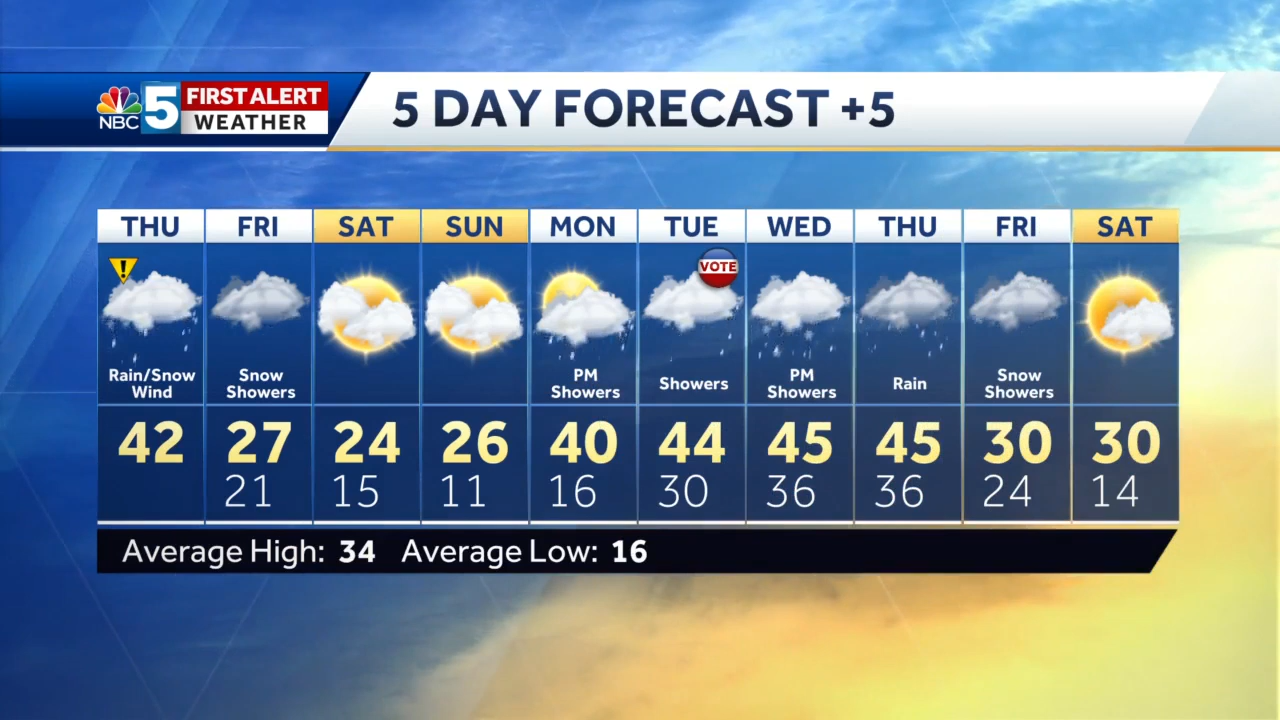 NBC 5 FIRST ALERT WEATHER
5 DAY FORECAST +5
THU FRI SAT SUN MON TUE WED THU FRI SAT
!
VOTE
Rain/Snow Wind
Snow Showers
PM Showers
Showers
PM Showers
Rain
Snow Showers
42 27 24 26 40 44 45 45 30 30
21 15 11 16 30 36 36 24 14
Average High: 34 Average Low: 16